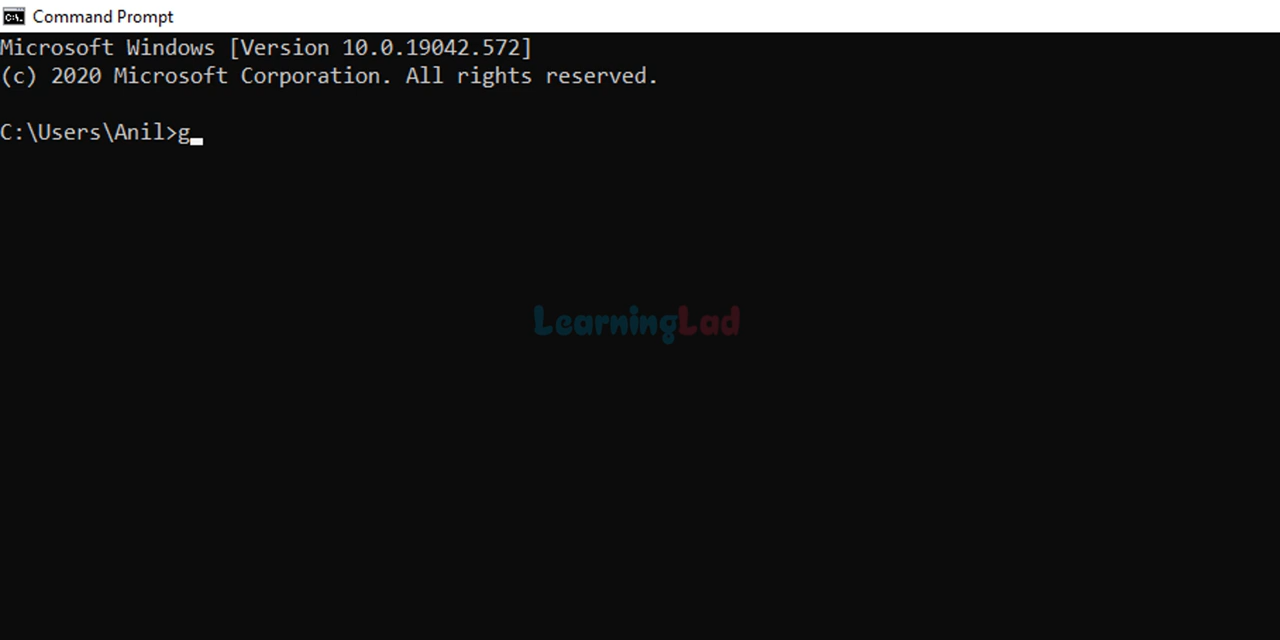 Command Prompt
Microsoft Windows [Version 10.0.19042.572]
(c) 2020 Microsoft Corporation. All rights reserved.
C:\Users\Anil>g
LearningLad